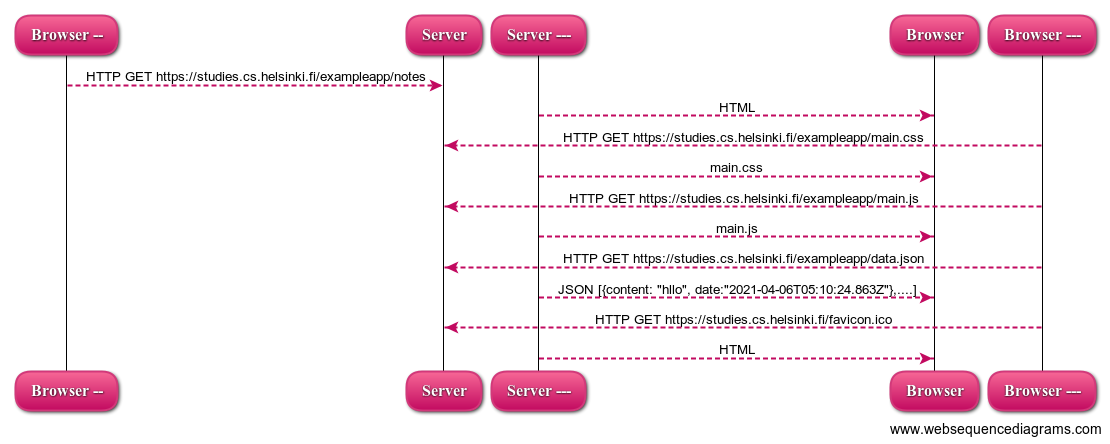 Browser -- Server Server --- Browser Browser ---
HTTP GET https://studies.cs.helsinki.fi/exampleapp/notes
HTML
HTTP GET https://studies.cs.helsinki.fi/exampleapp/main.css
main.css
HTTP GET https://studies.cs.helsinki.fi/exampleapp/main.js
main.js
HTTP GET https://studies.cs.helsinki.fi/exampleapp/data.json
JSON [{content: "hllo", date:"2021-04-06T05:10:24.863Z"},.....]
HTTP GET https://studies.cs.helsinki.fi/favicon.ico
HTML
Browser -- Server Server --- Browser Browser ---
www.websequencediagrams.com